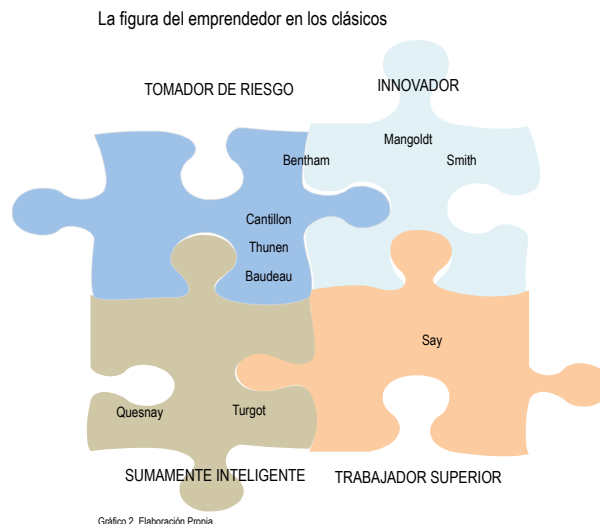 La figura del emprendedor en los clásicos
TOMADOR DE RIESGO
INNOVADOR
Mangoldt
Bentham
Smith
Cantillon
Thunen
Baudeau
Say
Quesnay
Turgot
SUMAMENTE INTELIGENTE
TRABAJADOR SUPERIOR
Gráfico 2. Elaboración Propia